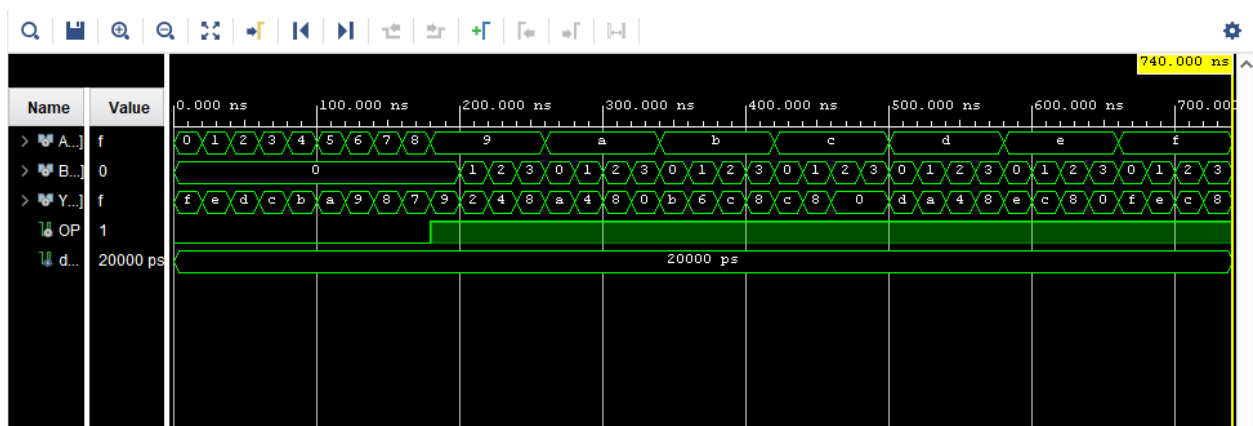 740.000 ns
Name Value 0.000 ns 100.000 ns 200.000 ns 300.000 ns 400.000 ns 500.000 ns 600.000 ns 700.00
> A...] f 0 1 2 3 4 5 6 7 8 9 a b c d e f
> B...] 0 0 1 2 3 0 1 2 3 0 1 2 3 0 1 2 3 0 1 2 3 0 1 2 3 0 1 2 3
> Y...] f f e d c b a 9 8 7 9 2 4 8 a 4 8 0 b 6 c 8 c 8 0 d a 4 8 e c 8 0 f e c 8
OP 1
d... 20000 ps 20000 ps